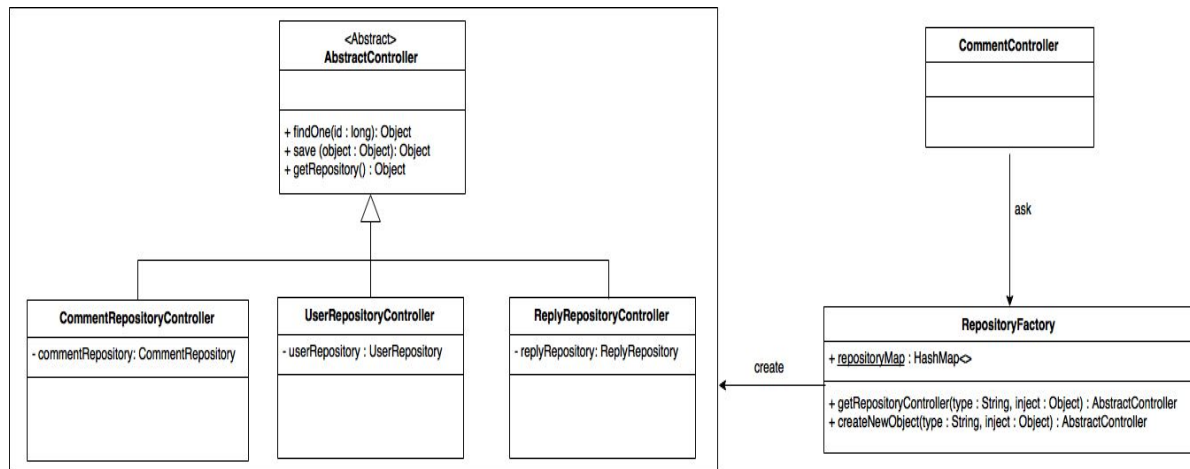 <Abstract>
AbstractController
+ findOne(id : long): Object
+ save (object : Object): Object
+ getRepository() : Object
CommentRepositoryController
- commentRepository: CommentRepository
UserRepositoryController
- userRepository : UserRepository
ReplyRepositoryController
- replyRepository: ReplyRepository
CommentController
ask
create
RepositoryFactory
+ repositoryMap : HashMap<>
+ getRepositoryController(type : String, inject : Object) : AbstractController
+ createNewObject(type : String, inject : Object) : AbstractController